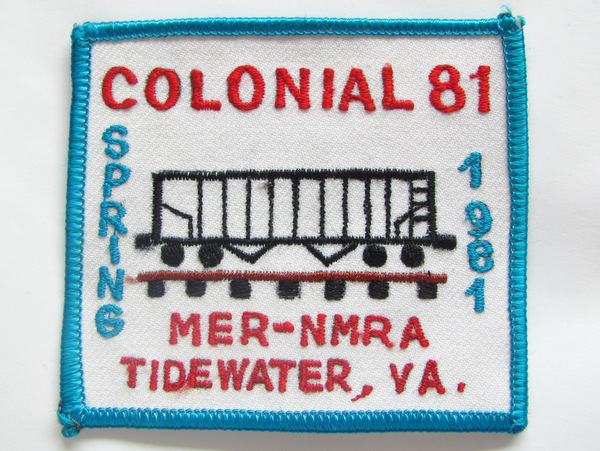 COLONIAL 81
SPRING
1981
MER-NMRA
TIDEWATER, VA.